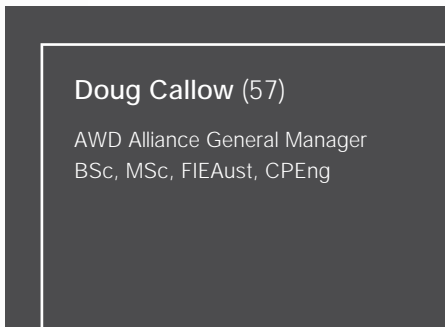 Doug Callow (57)
AWD Alliance General Manager
BSc, MSc, FIEAust, CPEng